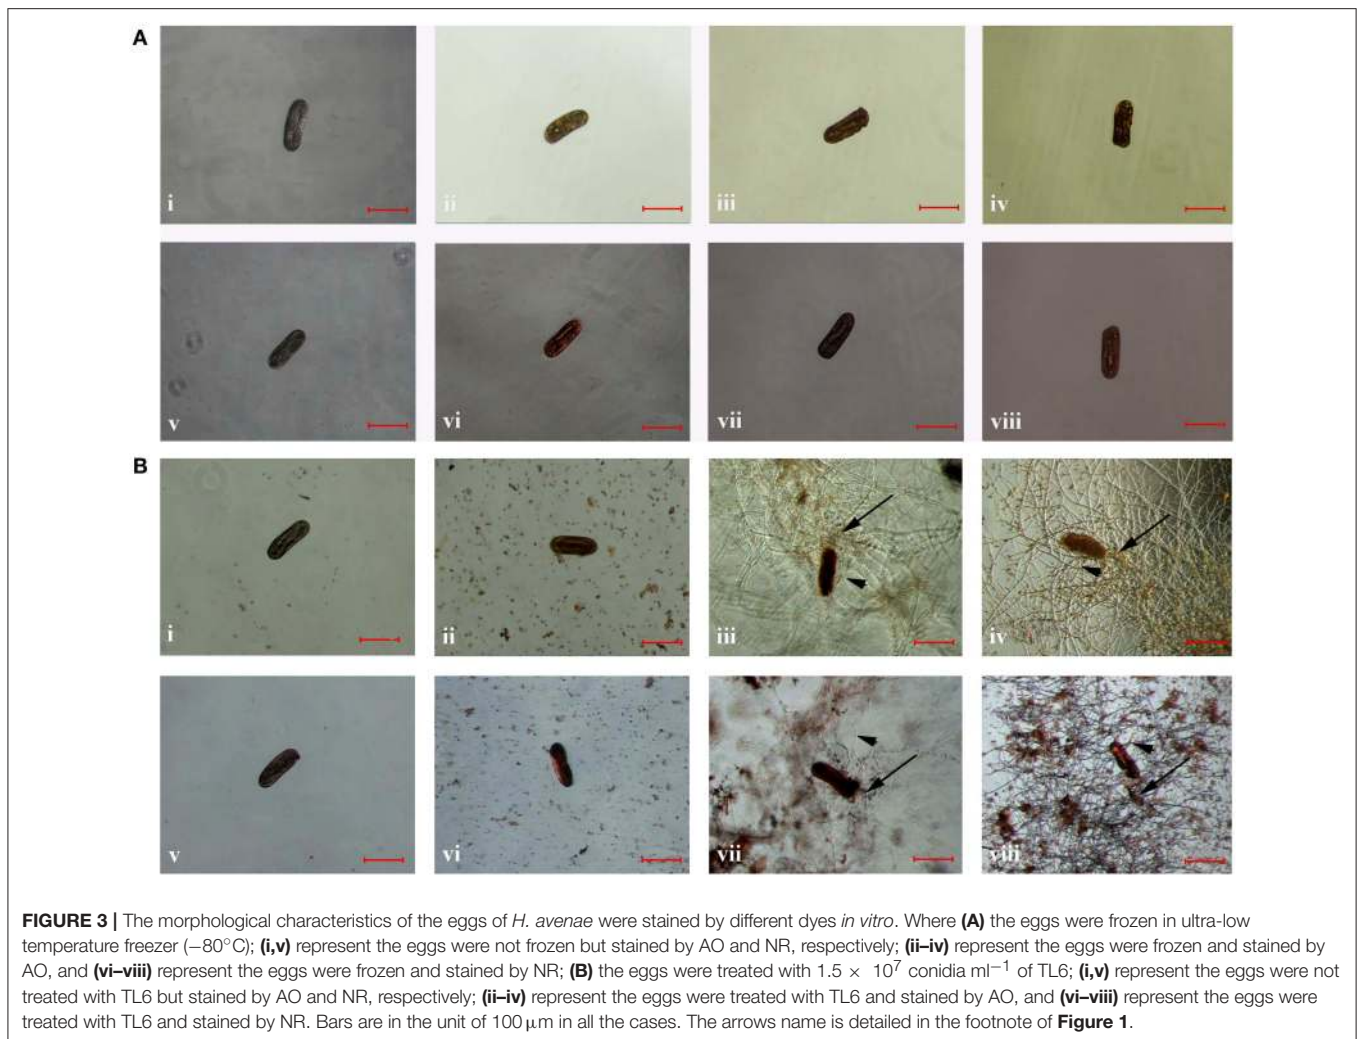 A
i
ii
iii
iv
v
vi
vii
viii
B
i
ii
iii
iv
v
vi
vii
viii
FIGURE 3 | The morphological characteristics of the eggs of H. avenae were stained by different dyes in vitro. Where (A) the eggs were frozen in ultra-low
temperature freezer (−80°C); (i,v) represent the eggs were not frozen but stained by AO and NR, respectively; (ii–iv) represent the eggs were frozen and stained by
AO, and (vi–viii) represent the eggs were frozen and stained by NR; (B) the eggs were treated with 1.5 × 10⁷ conidia ml⁻¹ of TL6; (i,v) represent the eggs were not
treated with TL6 but stained by AO and NR, respectively; (ii–iv) represent the eggs were treated with TL6 and stained by AO, and (vi–viii) represent the eggs were
treated with TL6 and stained by NR. Bars are in the unit of 100 μm in all the cases. The arrows name is detailed in the footnote of Figure 1.